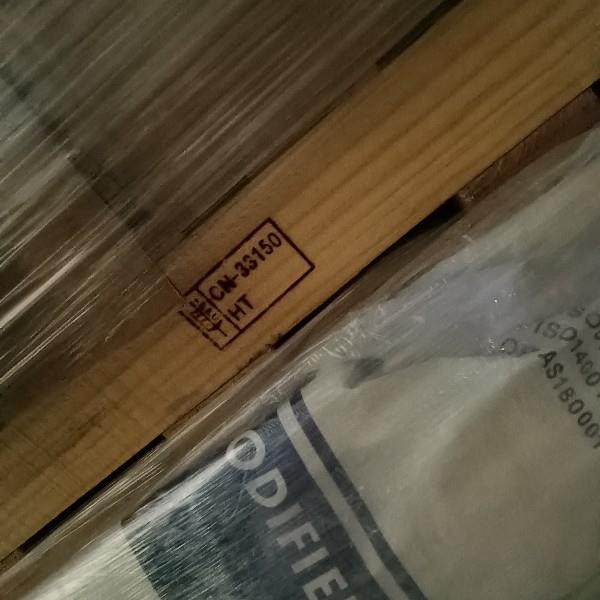 CN-33150
HT
ODIFIE
ISO1400
AS18000